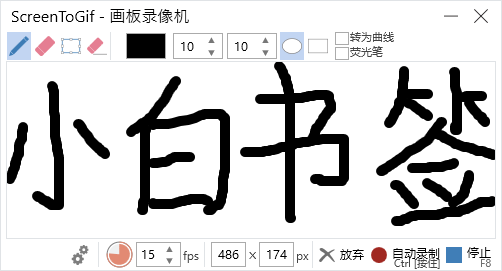 ScreenToGif - 画板录像机
10 10 转为曲线
荧光笔
小白书签
15 fps 486 x 174 px 放弃 自动录制 停止
Ctrl [按住] F8